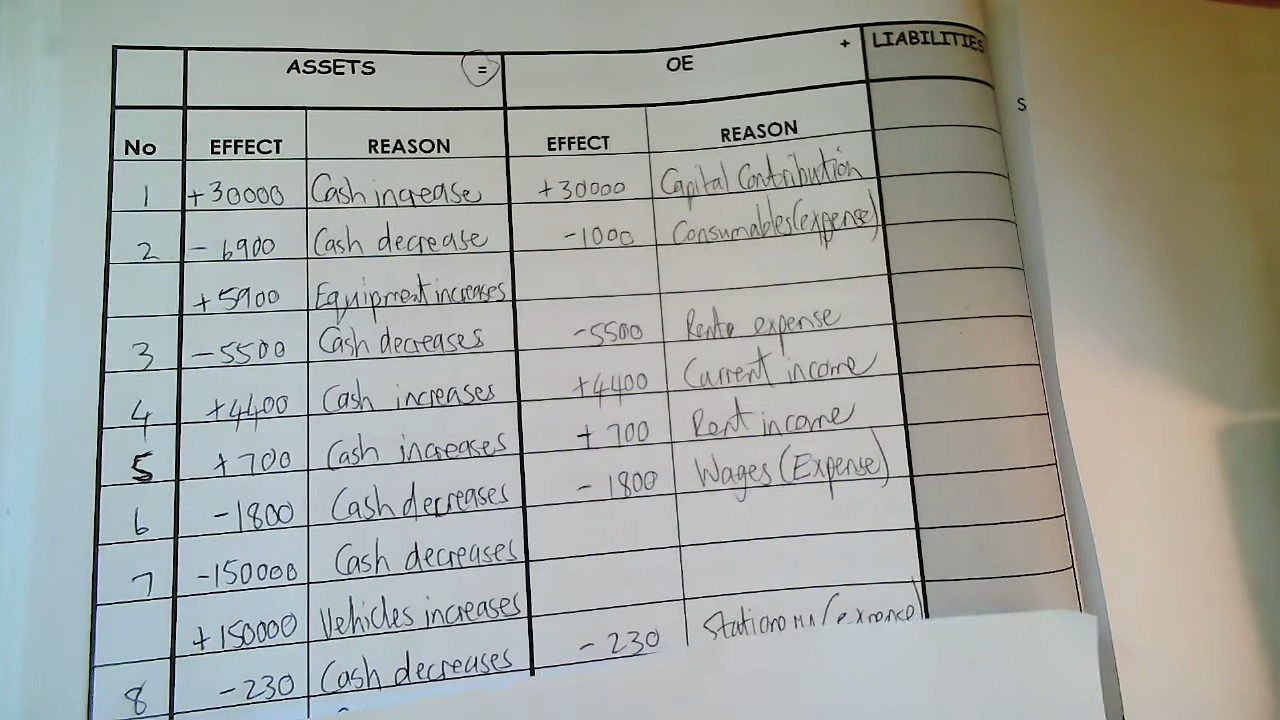 ASSETS = OE + LIABILITIES
S
No EFFECT REASON EFFECT REASON
1 +30000 Cash increase +30000 Capital Contribution
2 -6900 Cash decrease -1000 Consumables(expense)
+5900 Equipment increases
3 -5500 Cash decreases -5500 expense
4 +4400 Cash increases +4400 Current income
5 +700 Cash increases +700 Rent income
6 -1800 Cash decreases -1800 Wages (Expense)
7 -150000 Cash decreases
+150000 Vehicles increases
8 -230 Cash decreases -230